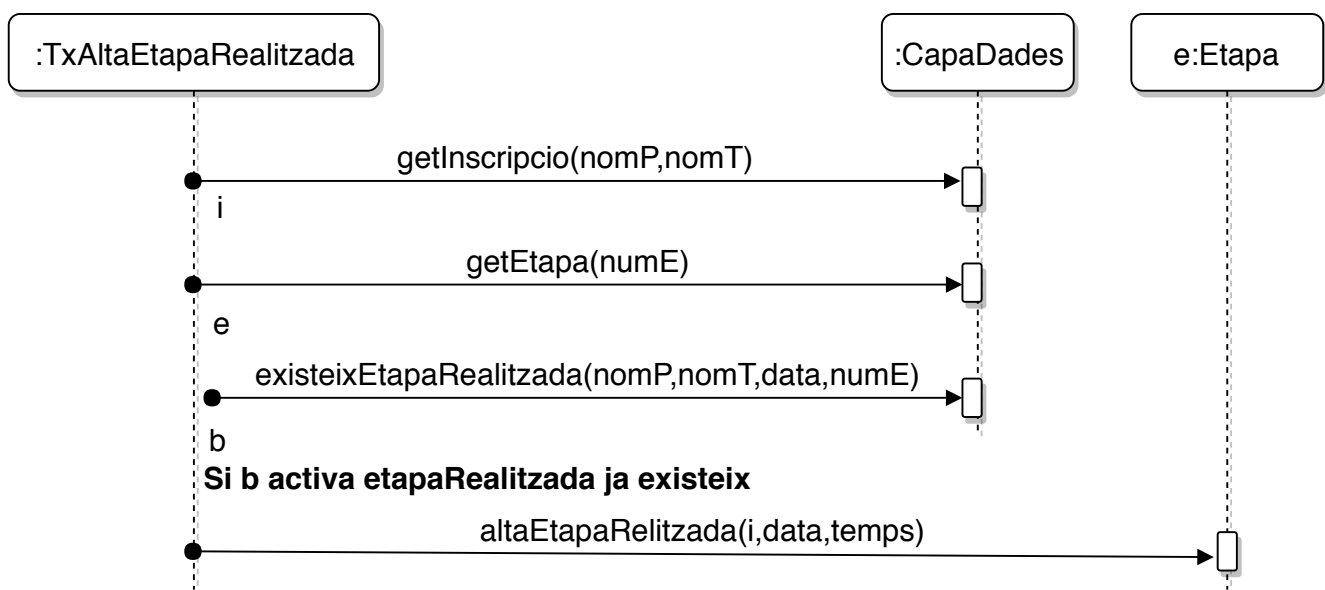 :TxAltaEtapaRealitzada
:CapaDades
e:Etapa
getInscripcio(nomP,nomT)
i
getEtapa(numE)
e
existeixEtapaRealitzada(nomP,nomT,data,numE)
b
Si b activa etapaRealitzada ja existeix
altaEtapaRelitzada(i,data,temps)